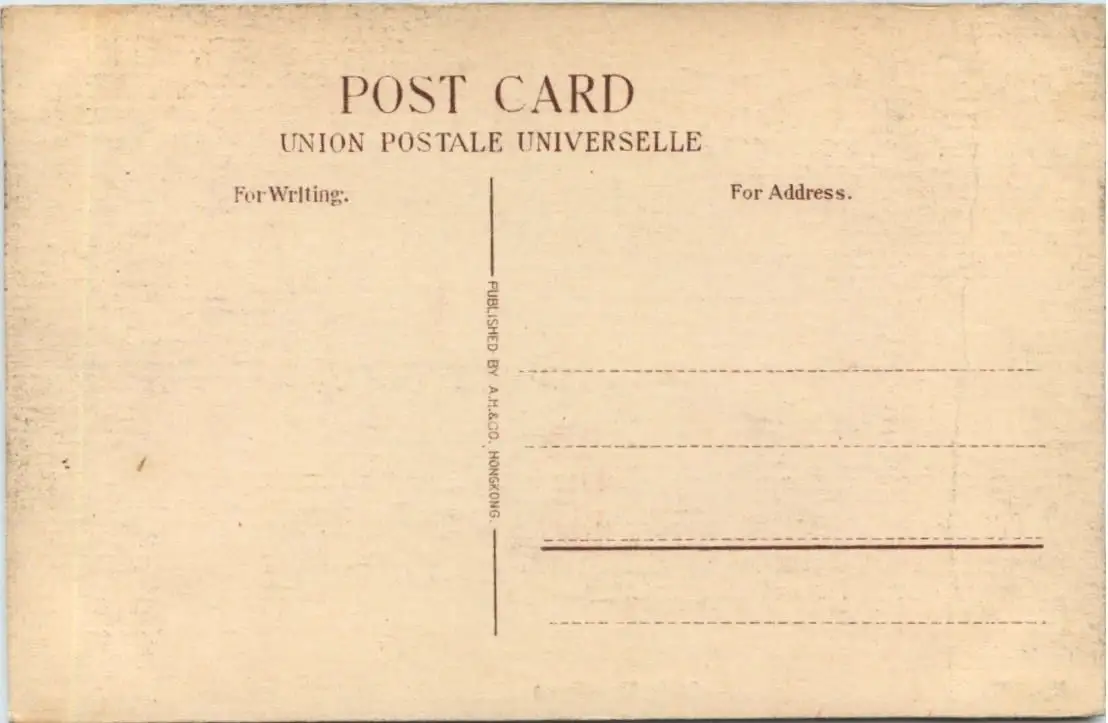 POST CARD
UNION POSTALE UNIVERSELLE
For Writing.
For Address.
PUBLISHED BY A.H.&CO. HONGKONG.